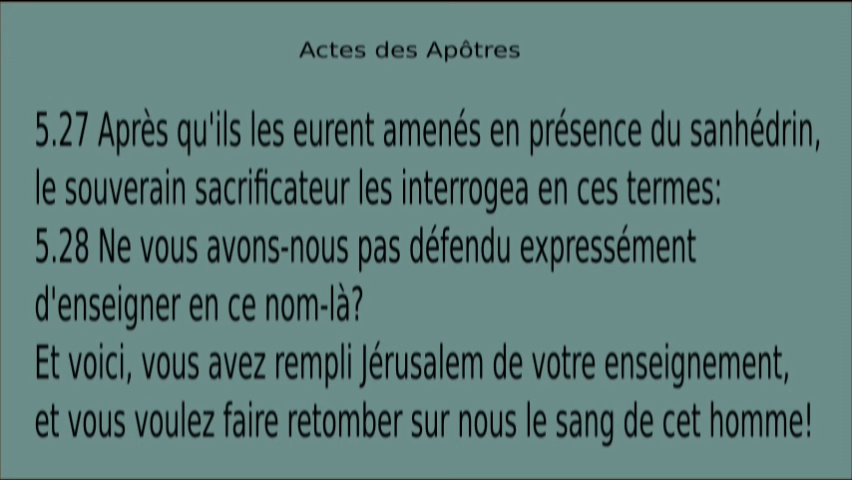 Actes des Apôtres
5.27 Après qu'ils les eurent amenés en présence du sanhédrin,
le souverain sacrificateur les interrogea en ces termes:
5.28 Ne vous avons-nous pas défendu expressément
d'enseigner en ce nom-là?
Et voici, vous avez rempli Jérusalem de votre enseignement,
et vous voulez faire retomber sur nous le sang de cet homme!